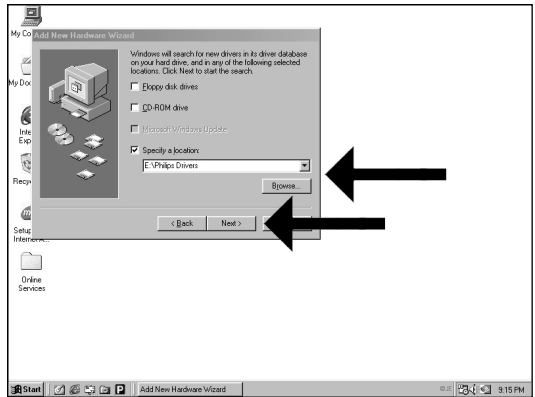 My Co
Add New Hardware Wizard
Windows will search for new drivers in its driver database
on your hard drive, and in any of the following selected
locations. Click Next to start the search.
Floppy disk drives
CD-ROM drive
Microsoft Windows Update
Specify a location:
E:\Philips Drivers
Browse...
< Back
Next >
My Doc
Inte
Exp
Recy
Setup
Online
Services
Start
Add New Hardware Wizard
9:15 PM